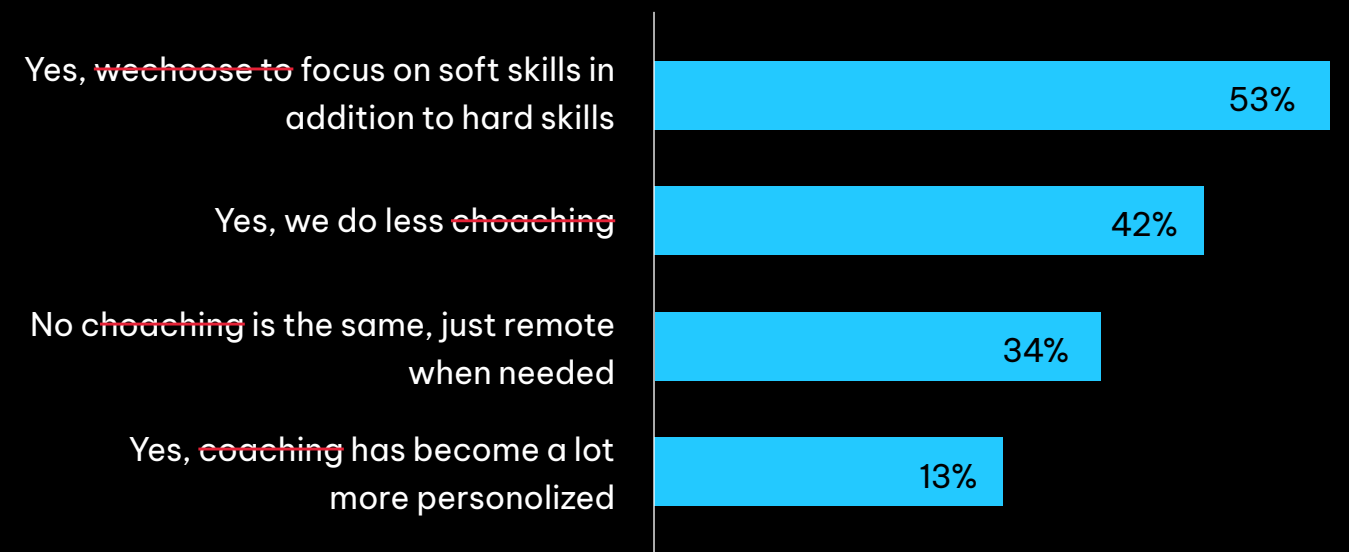 Yes, wechoose to focus on soft skills in
addition to hard skills
53%
Yes, we do less choaching
42%
No choaching is the same, just remote
when needed
34%
Yes, coaching has become a lot
more personolized
13%